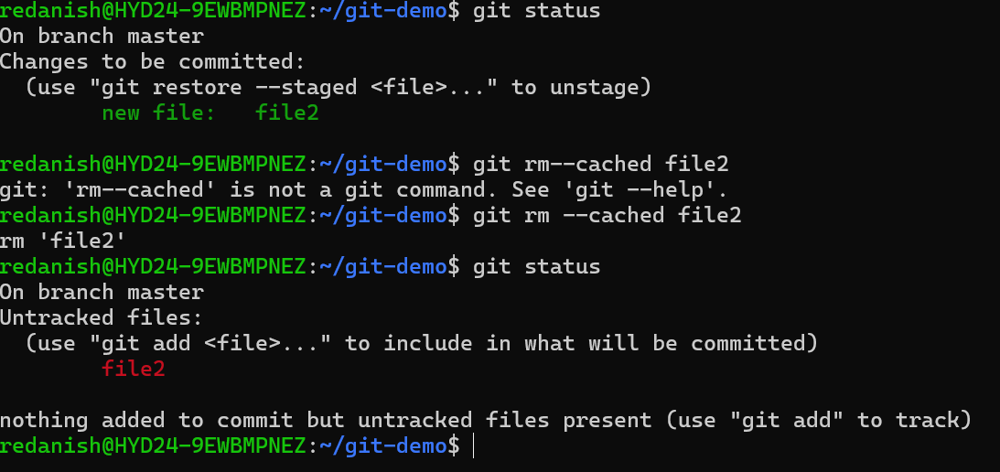 redanish@HYD24-9EWBMPNEZ:~/git-demo$ git status
On branch master
Changes to be committed:
  (use "git restore --staged <file>..." to unstage)
        new file:   file2

redanish@HYD24-9EWBMPNEZ:~/git-demo$ git rm--cached file2
git: 'rm--cached' is not a git command. See 'git --help'.
redanish@HYD24-9EWBMPNEZ:~/git-demo$ git rm --cached file2
rm 'file2'
redanish@HYD24-9EWBMPNEZ:~/git-demo$ git status
On branch master
Untracked files:
  (use "git add <file>..." to include in what will be committed)
        file2

nothing added to commit but untracked files present (use "git add" to track)
redanish@HYD24-9EWBMPNEZ:~/git-demo$